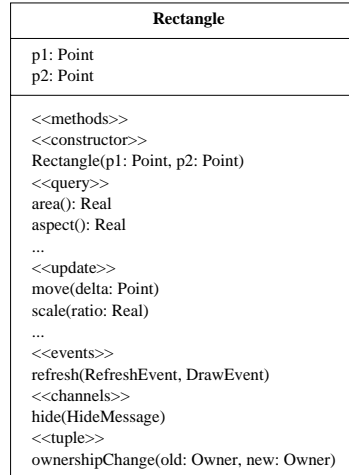 Rectangle
p1: Point
p2: Point
<<methods>>
<<constructor>>
Rectangle(p1: Point, p2: Point)
<<query>>
area(): Real
aspect(): Real
...
<<update>>
move(delta: Point)
scale(ratio: Real)
...
<<events>>
refresh(RefreshEvent, DrawEvent)
<<channels>>
hide(HideMessage)
<<tuple>>
ownershipChange(old: Owner, new: Owner)